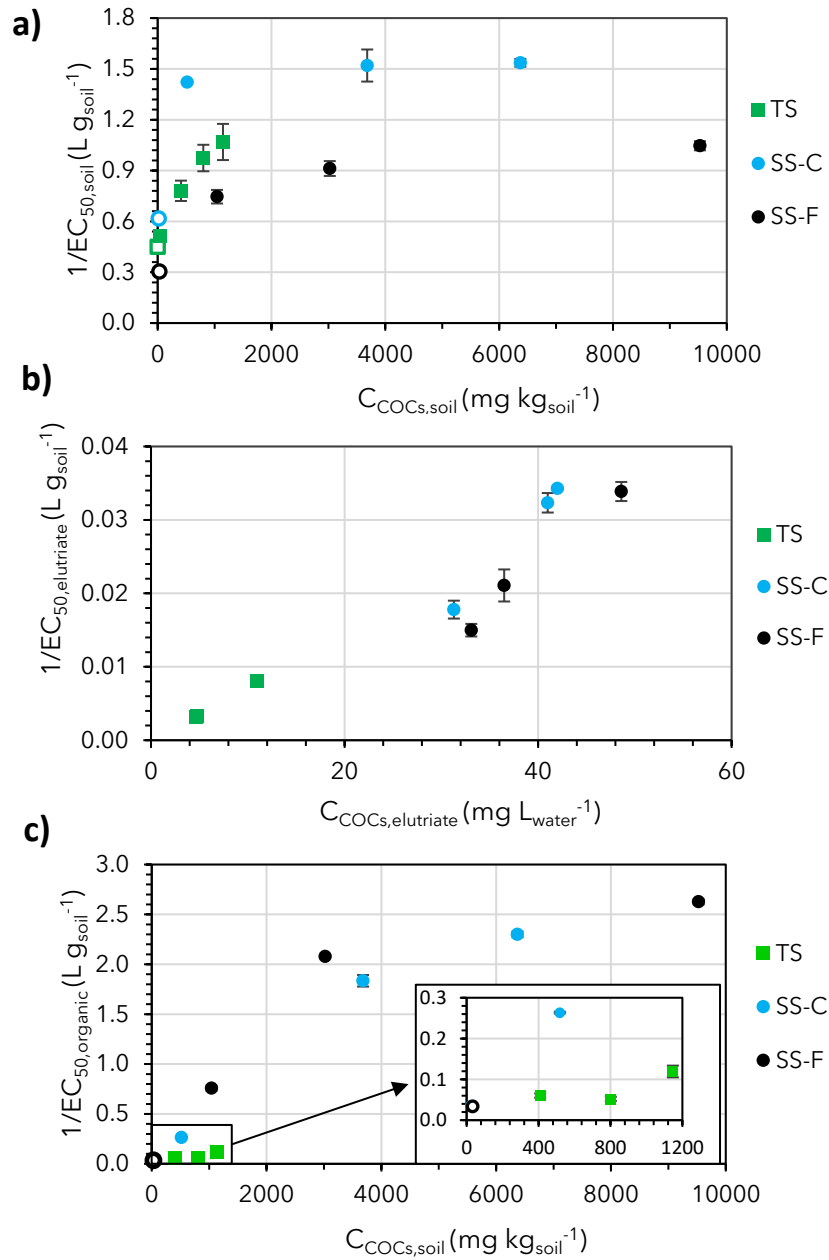 a)
1.8
1.5
1.2
0.9
0.6
0.3
0.0
1/EC50,soil (L gsoil-1)
0 2000 4000 6000 8000 10000
CCOCs,soil (mg kgsoil-1)
TS
SS-C
SS-F
b)
0.04
0.03
0.02
0.01
0.00
1/EC50,elutriate (L gsoil-1)
0 20 40 60
CCOCs,elutriate (mg Lwater-1)
TS
SS-C
SS-F
c)
3.0
2.5
2.0
1.5
1.0
0.5
0.0
1/EC50,organic (L gsoil-1)
0 2000 4000 6000 8000 10000
CCOCs,soil (mg kgsoil-1)
0.3
0.2
0.1
0.0
0 400 800 1200
TS
SS-C
SS-F